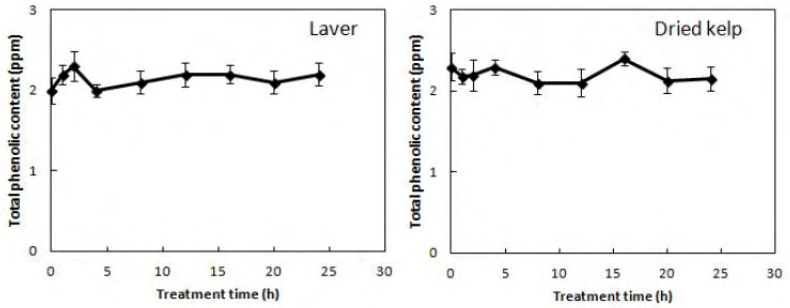 Laver
Total phenolic content (ppm)
3
2
1
0
0 5 10 15 20 25 30
Treatment time (h)
Dried kelp
Total phenolic content (ppm)
3
2
1
0
0 5 10 15 20 25 30
Treatment time (h)